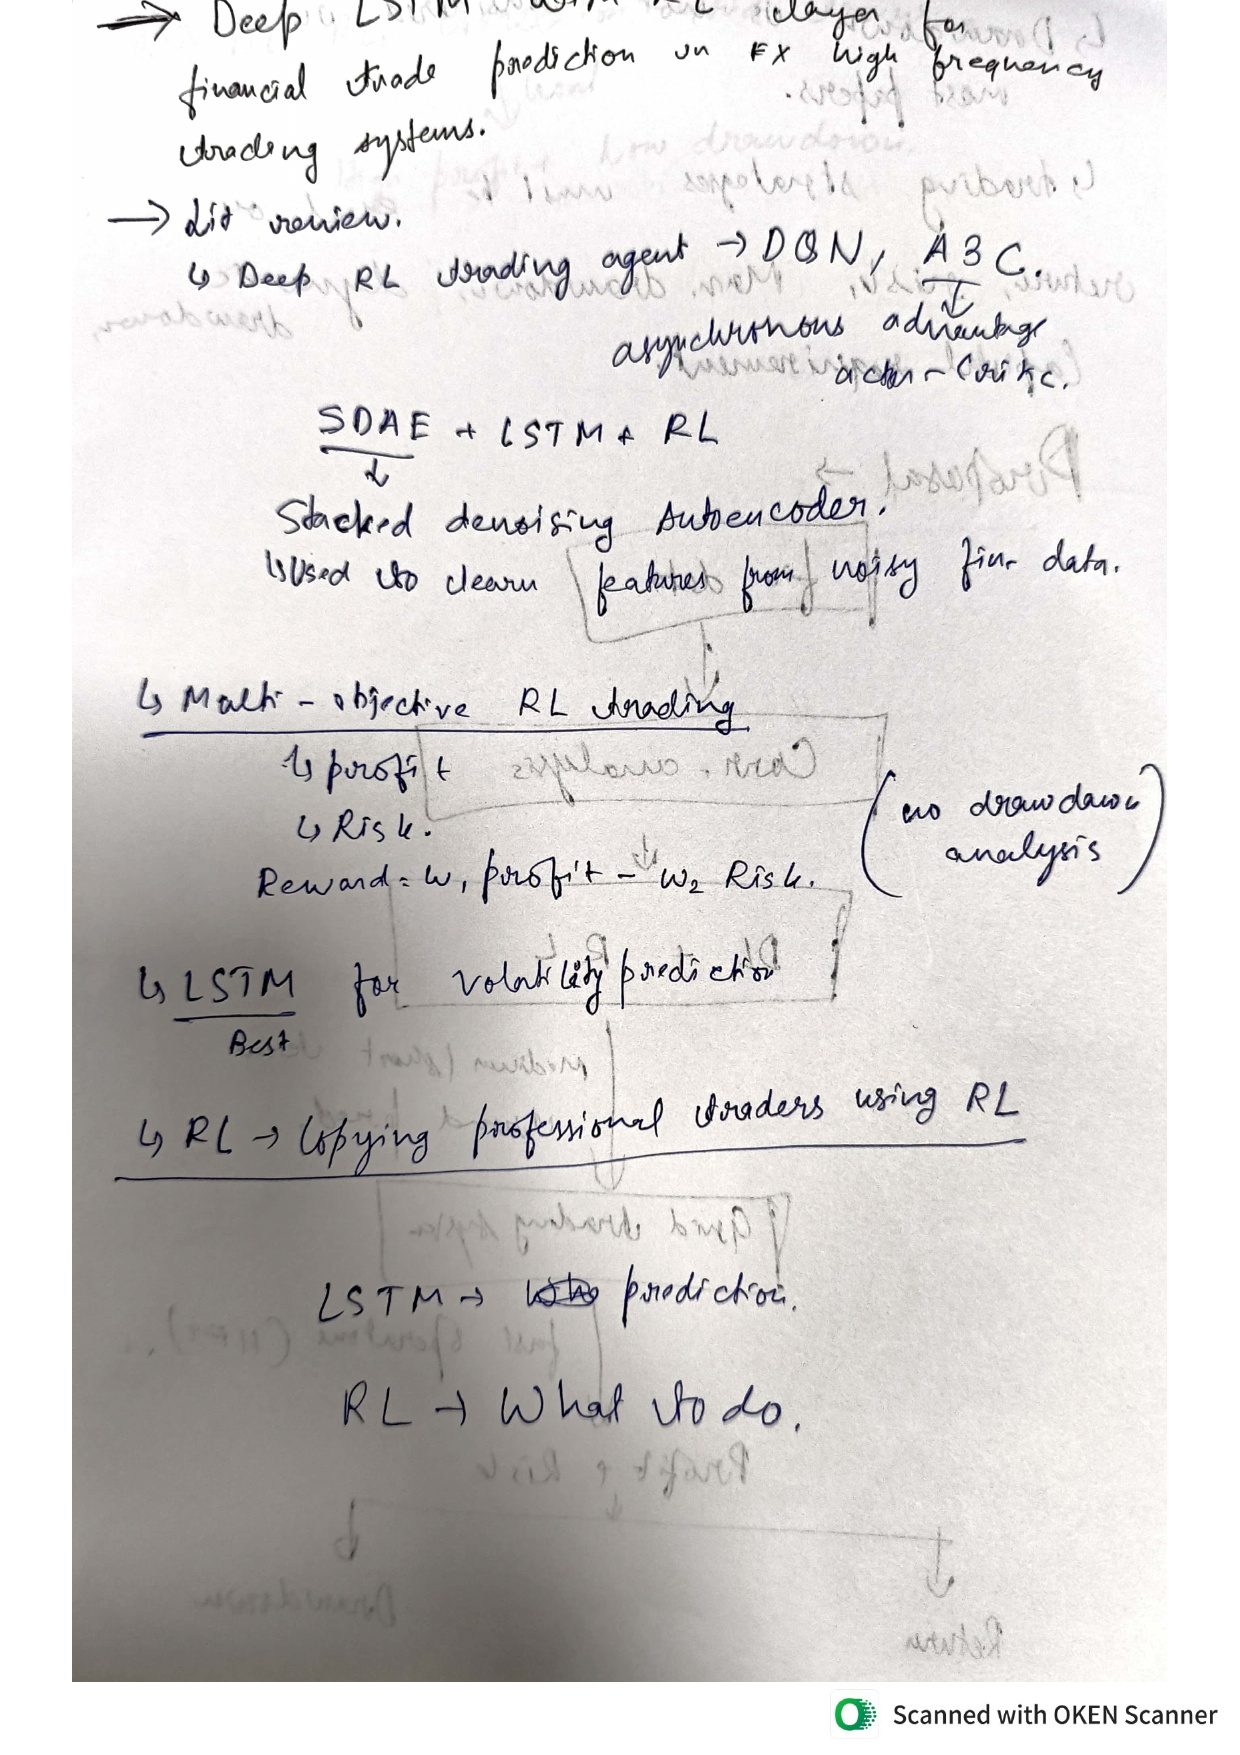 → Deep LSTM with RL layer for
financial trade prediction in FX high frequency
trading systems.
→ Lit review.
↳ Deep RL trading agent → DQN, A3C.
↓
asynchronous advantage
actor-Critic.
SDAE + LSTM + RL
↓
Stacked denoising Autoencoder.
↳ Used to learn features from noisy fin. data.
↳ Multi-objective RL trading
↳ profit
↳ Risk.
(no drawdown
analysis)
Reward = w1 profit - w2 Risk.
↳ LSTM for volatility prediction
Best
↳ RL → Copying professional traders using RL
LSTM → prediction.
RL → What to do.
Scanned with OKEN Scanner